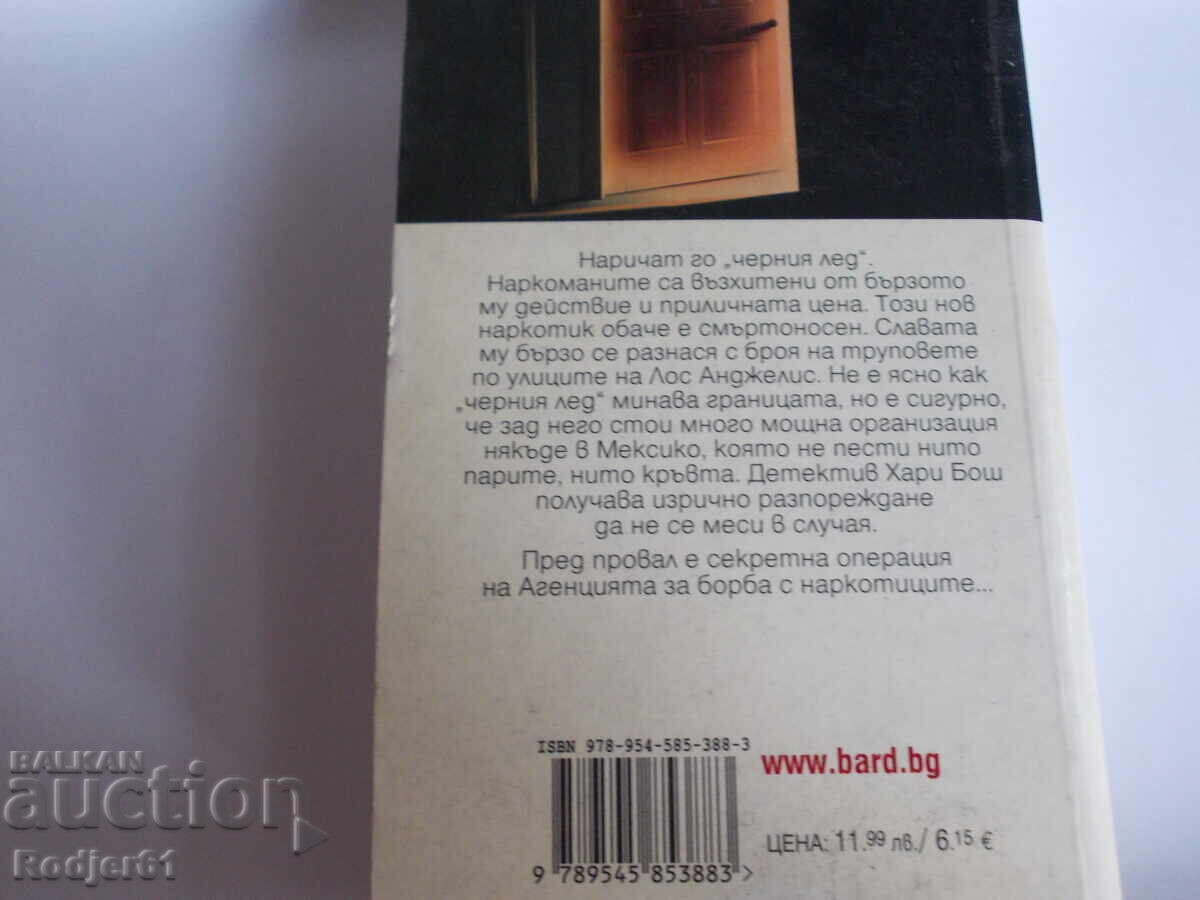 Наричат го „черния лед“.
Наркоманите са възхитени от бързото
му действие и приличната цена. Този нов
наркотик обаче е смъртоносен. Славата
му бързо се разнася с броя на труповете
по улиците на Лос Анджелис. Не е ясно как
„черния лед“ минава границата, но е сигурно,
че зад него стои много мощна организация
някъде в Мексико, която не пести нито
парите, нито кръвта. Детектив Хари Бош
получава изрично разпореждане
да не се меси в случая.
Пред провал е секретна операция
на Агенцията за борба с наркотиците...
ISBN 978-954-585-388-3
www.bard.bg
ЦЕНА: 11.99 лв./ 6.15 €
9 789545 853883 >
BALKAN
auction
Rodjer61